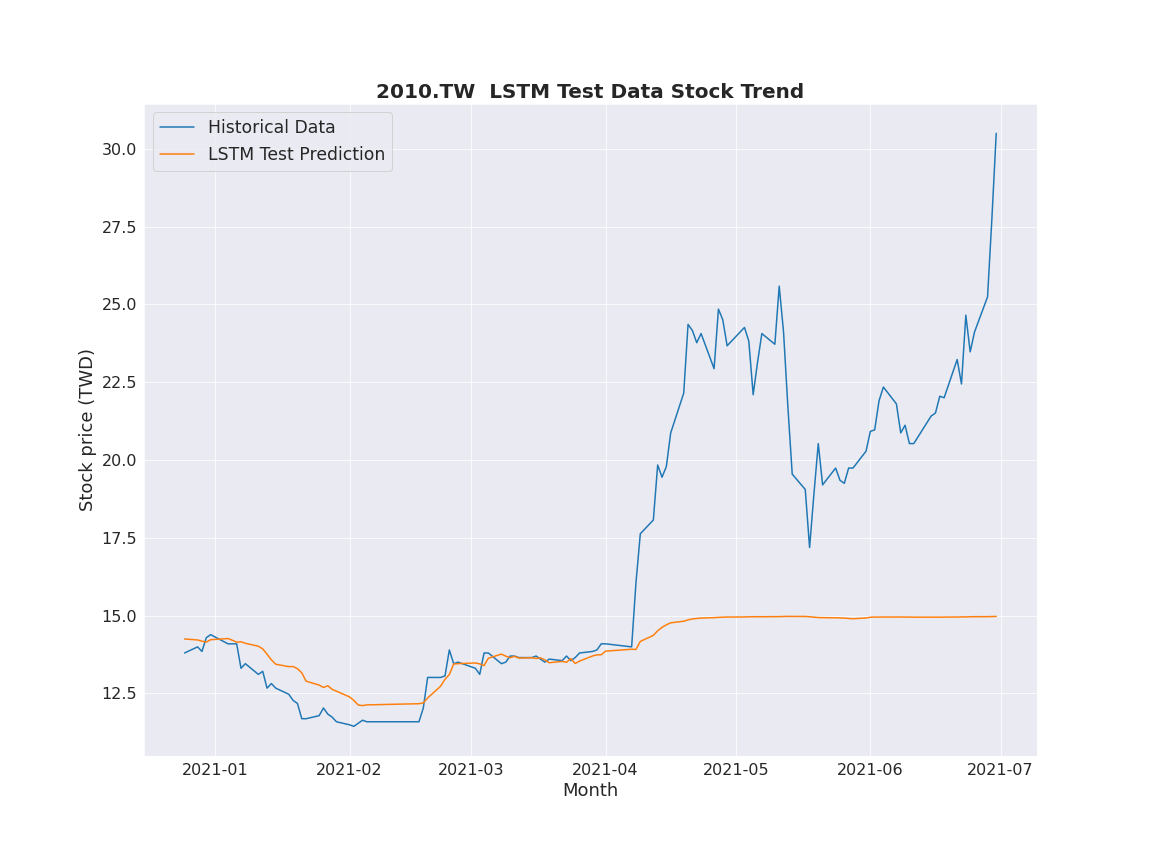 2010.TW  LSTM Test Data Stock Trend
Historical Data
LSTM Test Prediction
30.0
27.5
25.0
22.5
20.0
17.5
15.0
12.5
Stock price (TWD)
2021-01 2021-02 2021-03 2021-04 2021-05 2021-06 2021-07
Month